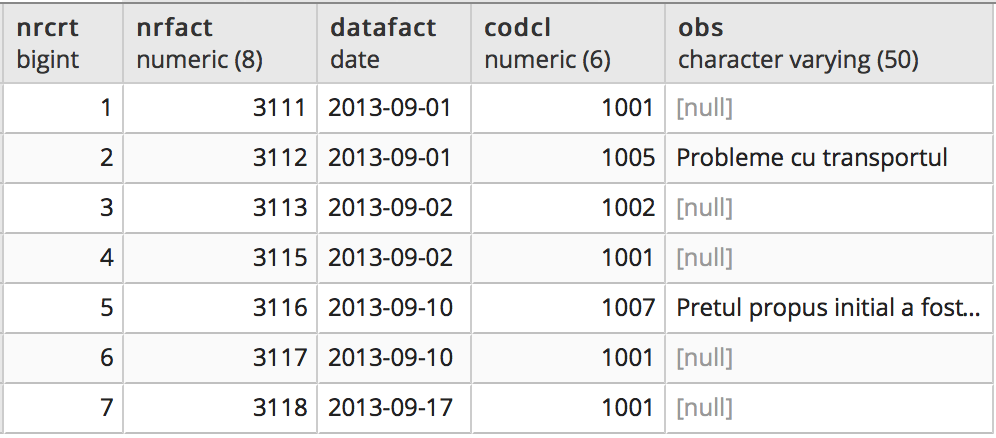 nrcrt nrfact datafact codcl obs
bigint numeric (8) date numeric (6) character varying (50)
1 3111 2013-09-01 1001 [null]
2 3112 2013-09-01 1005 Probleme cu transportul
3 3113 2013-09-02 1002 [null]
4 3115 2013-09-02 1001 [null]
5 3116 2013-09-10 1007 Pretul propus initial a fost...
6 3117 2013-09-10 1001 [null]
7 3118 2013-09-17 1001 [null]